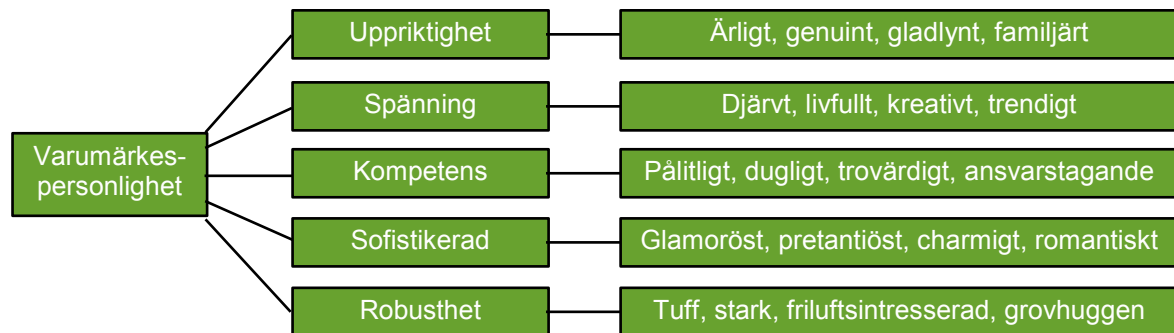 Uppriktighet
Ärligt, genuint, gladlynt, familjärt
Spänning
Djärvt, livfullt, kreativt, trendigt
Varumärkes-
personlighet
Kompetens
Pålitligt, dugligt, trovärdigt, ansvarstagande
Sofistikerad
Glamoröst, pretantiöst, charmigt, romantiskt
Robusthet
Tuff, stark, friluftsintresserad, grovhuggen